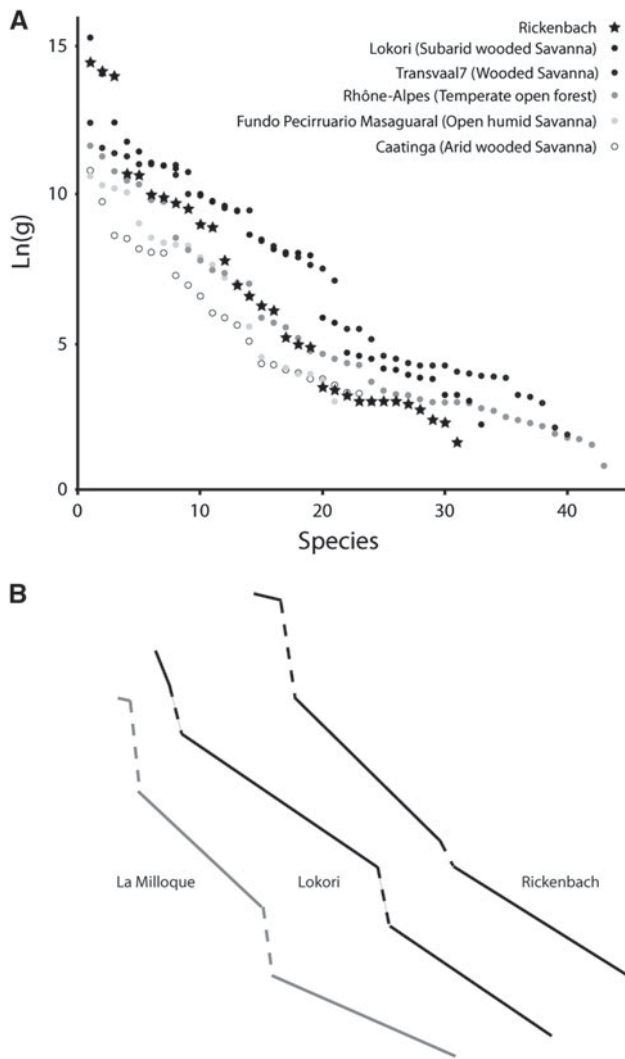 A
15
10
5
0
Ln(g)
Rickenbach
Lokori (Subarid wooded Savanna)
Transvaal7 (Wooded Savanna)
Rhône-Alpes (Temperate open forest)
Fundo Pecirruario Masaguaral (Open humid Savanna)
Caatinga (Arid wooded Savanna)
0 10 20 30 40
Species
B
La Milloque Lokori Rickenbach